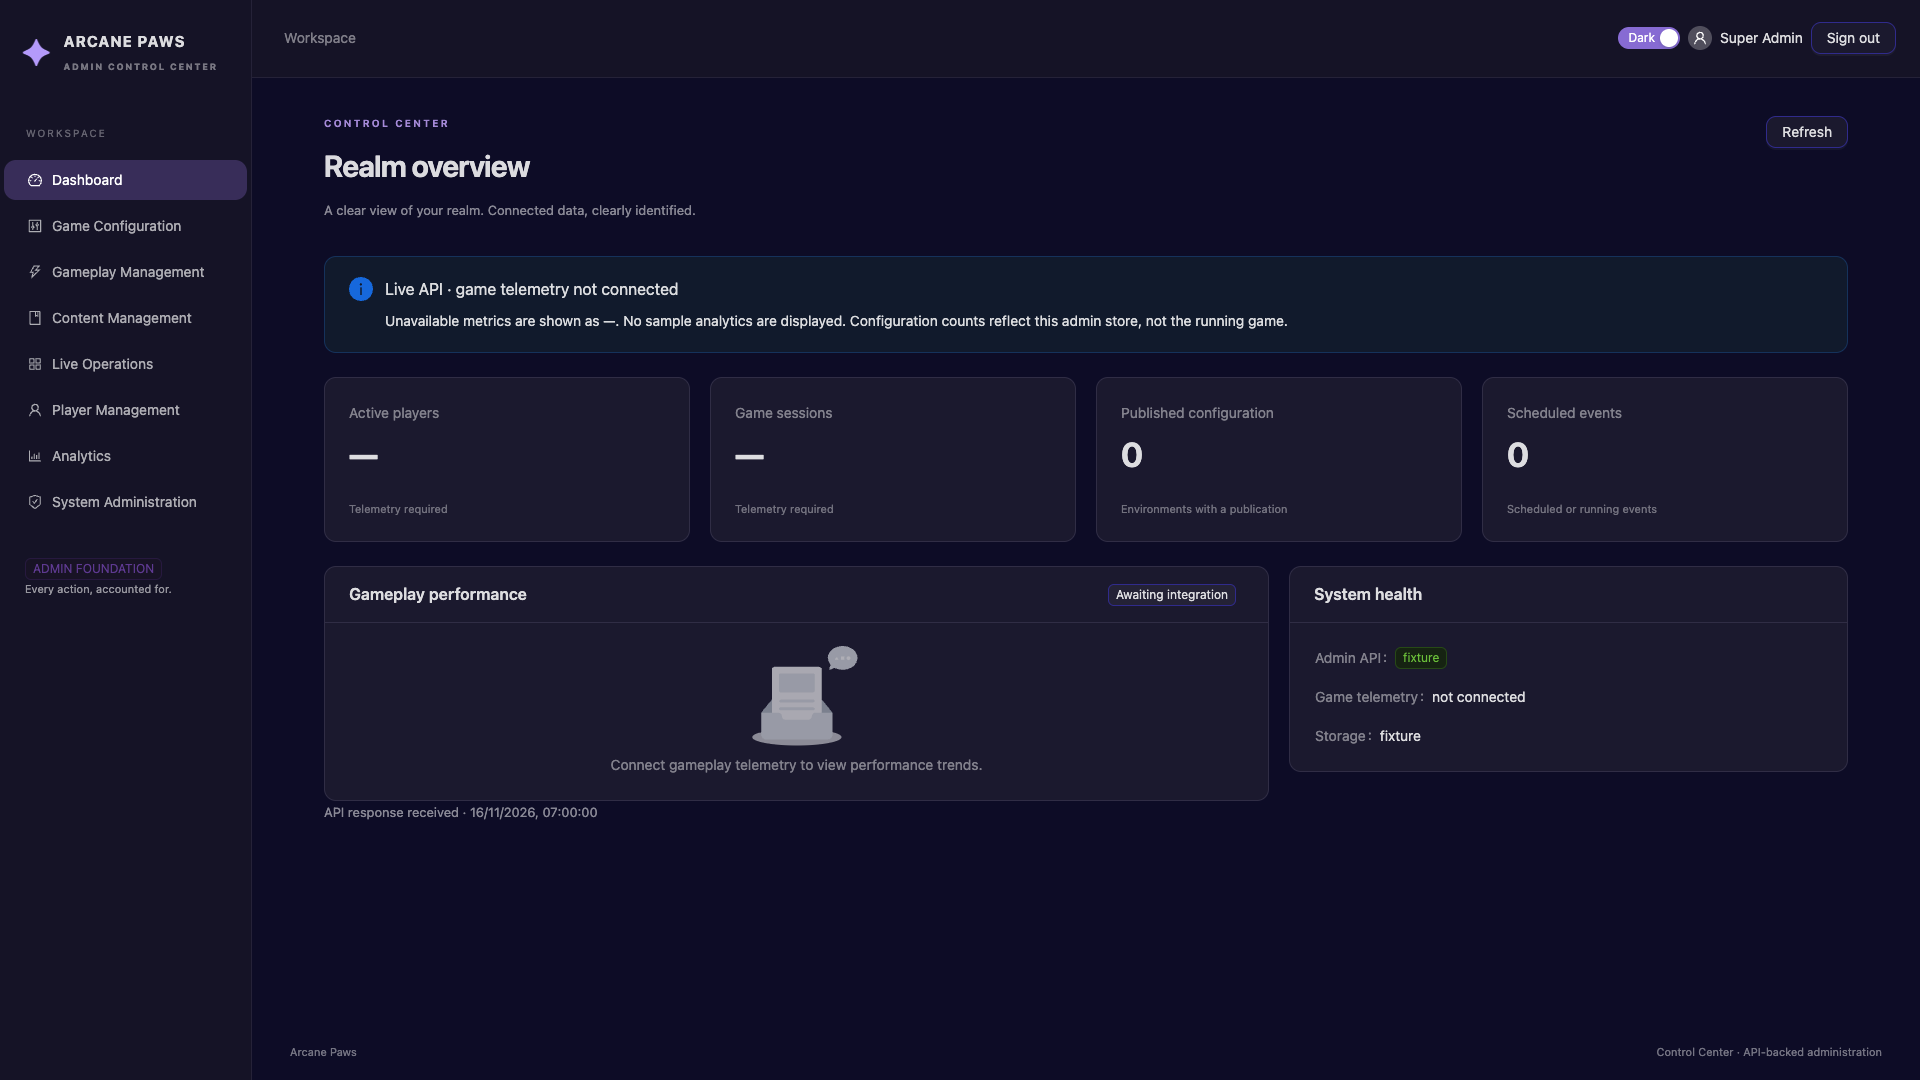 ARCANE PAWS
ADMIN CONTROL CENTER
WORKSPACE
Dashboard
Game Configuration
Gameplay Management
Content Management
Live Operations
Player Management
Analytics
System Administration
ADMIN FOUNDATION
Every action, accounted for.
Workspace
Dark
Super Admin
Sign out
CONTROL CENTER
Realm overview
A clear view of your realm. Connected data, clearly identified.
Refresh
Live API · game telemetry not connected
Unavailable metrics are shown as —. No sample analytics are displayed. Configuration counts reflect this admin store, not the running game.
Active players
—
Telemetry required
Game sessions
—
Telemetry required
Published configuration
0
Environments with a publication
Scheduled events
0
Scheduled or running events
Gameplay performance
Awaiting integration
Connect gameplay telemetry to view performance trends.
System health
Admin API: fixture
Game telemetry: not connected
Storage: fixture
API response received · 16/11/2026, 07:00:00
Arcane Paws
Control Center · API-backed administration